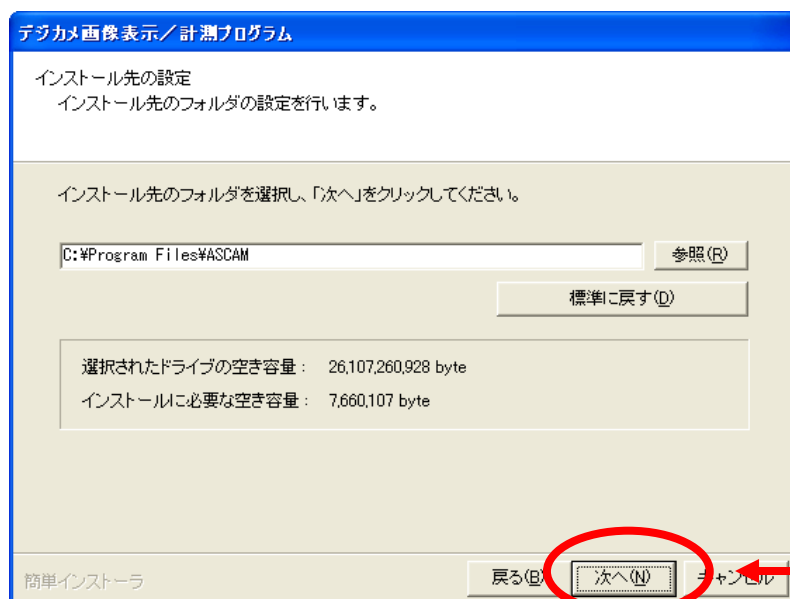 デジカメ画像表示／計測プログラム
インストール先の設定
インストール先のフォルダの設定を行います。
インストール先のフォルダを選択し、「次へ」をクリックしてください。
C:¥Program Files¥ASCAM
参照(R)
標準に戻す(D)
選択されたドライブの空き容量： 26,107,260,928 byte
インストールに必要な空き容量： 7,660,107 byte
簡単インストーラ
戻る(B) 次へ(N) キャンセル